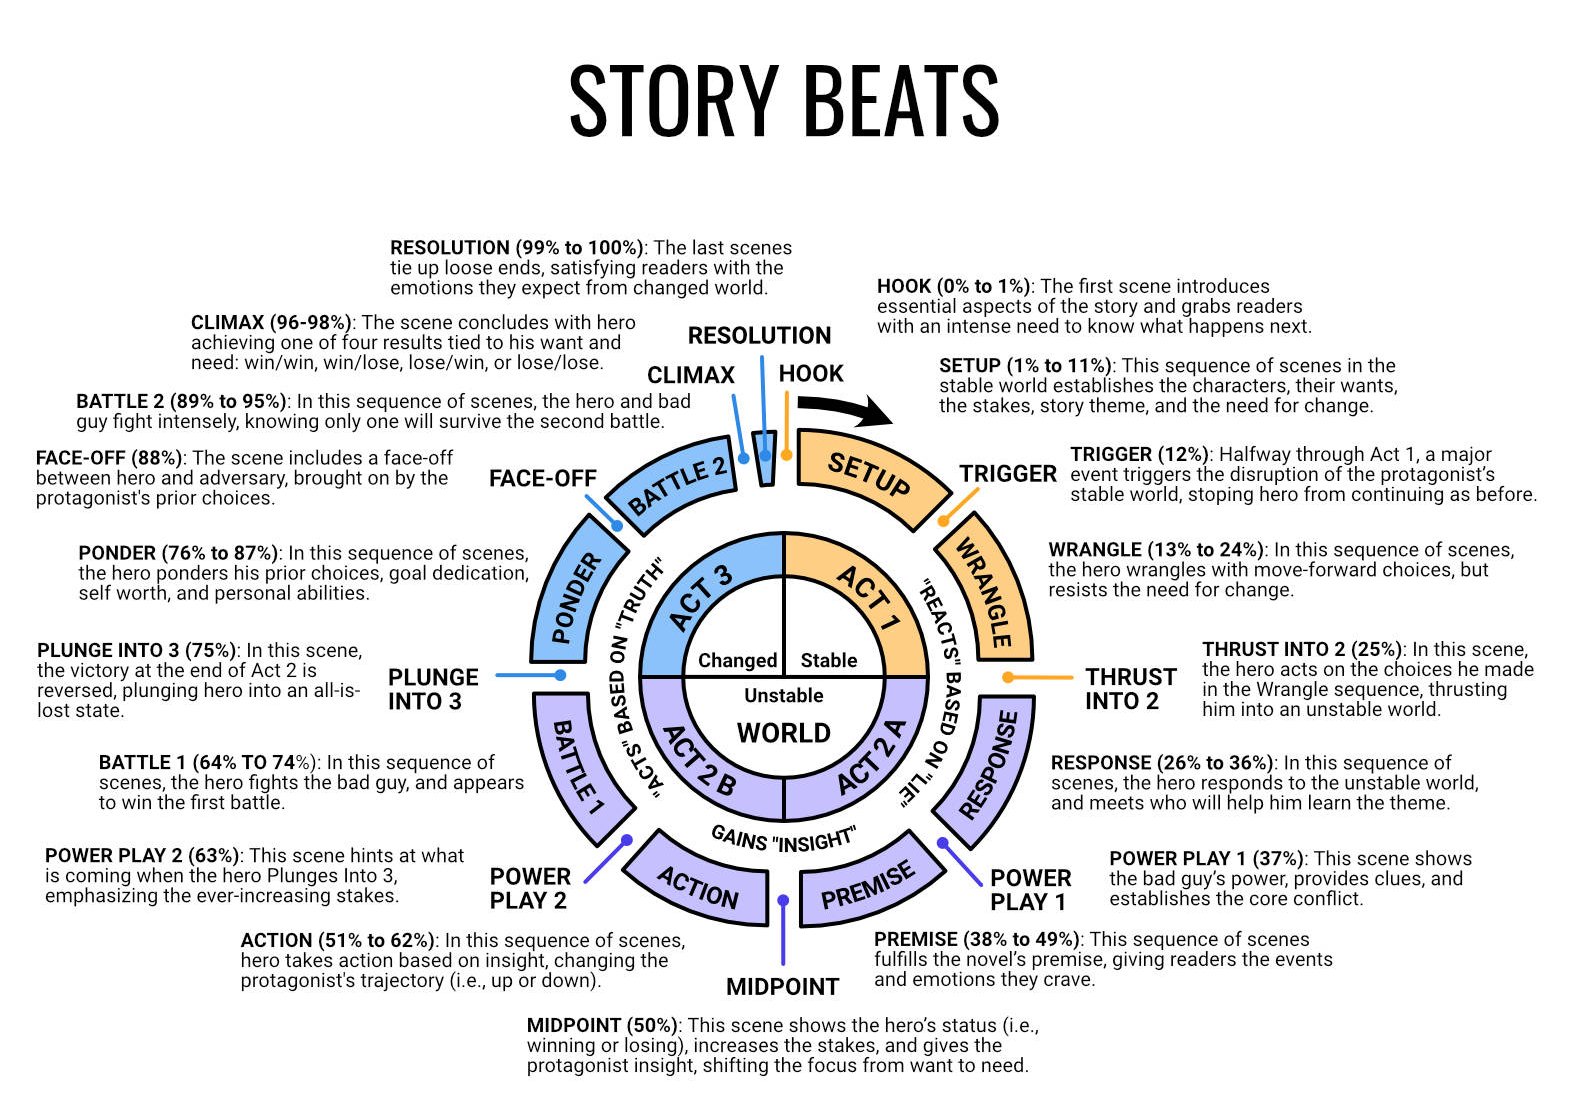 STORY BEATS
RESOLUTION (99% to 100%): The last scenes
tie up loose ends, satisfying readers with the
emotions they expect from changed world.
HOOK (0% to 1%): The first scene introduces
essential aspects of the story and grabs readers
with an intense need to know what happens next.
CLIMAX (96-98%): The scene concludes with hero
achieving one of four results tied to his want and
need: win/win, win/lose, lose/win, or lose/lose.
RESOLUTION
CLIMAX
HOOK
SETUP (1% to 11%): This sequence of scenes in the
stable world establishes the characters, their wants,
the stakes, story theme, and the need for change.
BATTLE 2 (89% to 95%): In this sequence of scenes, the hero and bad
guy fight intensely, knowing only one will survive the second battle.
FACE-OFF (88%): The scene includes a face-off
between hero and adversary, brought on by the
protagonist's prior choices.
FACE-OFF
BATTLE 2
SETUP
TRIGGER
TRIGGER (12%): Halfway through Act 1, a major
event triggers the disruption of the protagonist's
stable world, stoping hero from continuing as before.
PONDER (76% to 87%): In this sequence of scenes,
the hero ponders his prior choices, goal dedication,
self worth, and personal abilities.
PONDER
WRANGLE
WRANGLE (13% to 24%): In this sequence of scenes,
the hero wrangles with move-forward choices, but
resists the need for change.
"ACTS" BASED ON "TRUTH"
ACT 3
ACT 1
"REACTS" BASED ON "LIE"
PLUNGE INTO 3 (75%): In this scene,
the victory at the end of Act 2 is
reversed, plunging hero into an all-is-
lost state.
PLUNGE
INTO 3
Changed
Stable
Unstable
WORLD
THRUST
INTO 2
THRUST INTO 2 (25%): In this scene,
the hero acts on the choices he made
in the Wrangle sequence, thrusting
him into an unstable world.
BATTLE 1 (64% TO 74%): In this sequence of
scenes, the hero fights the bad guy, and appears
to win the first battle.
BATTLE 1
ACT 2 B
ACT 2 A
RESPONSE
RESPONSE (26% to 36%): In this sequence of
scenes, the hero responds to the unstable world,
and meets who will help him learn the theme.
GAINS "INSIGHT"
POWER PLAY 2 (63%): This scene hints at what
is coming when the hero Plunges Into 3,
emphasizing the ever-increasing stakes.
POWER
PLAY 2
ACTION
PREMISE
POWER
PLAY 1
POWER PLAY 1 (37%): This scene shows
the bad guy's power, provides clues, and
establishes the core conflict.
ACTION (51% to 62%): In this sequence of scenes,
hero takes action based on insight, changing the
protagonist's trajectory (i.e., up or down).
MIDPOINT
PREMISE (38% to 49%): This sequence of scenes
fulfills the novel's premise, giving readers the events
and emotions they crave.
MIDPOINT (50%): This scene shows the hero's status (i.e.,
winning or losing), increases the stakes, and gives the
protagonist insight, shifting the focus from want to need.